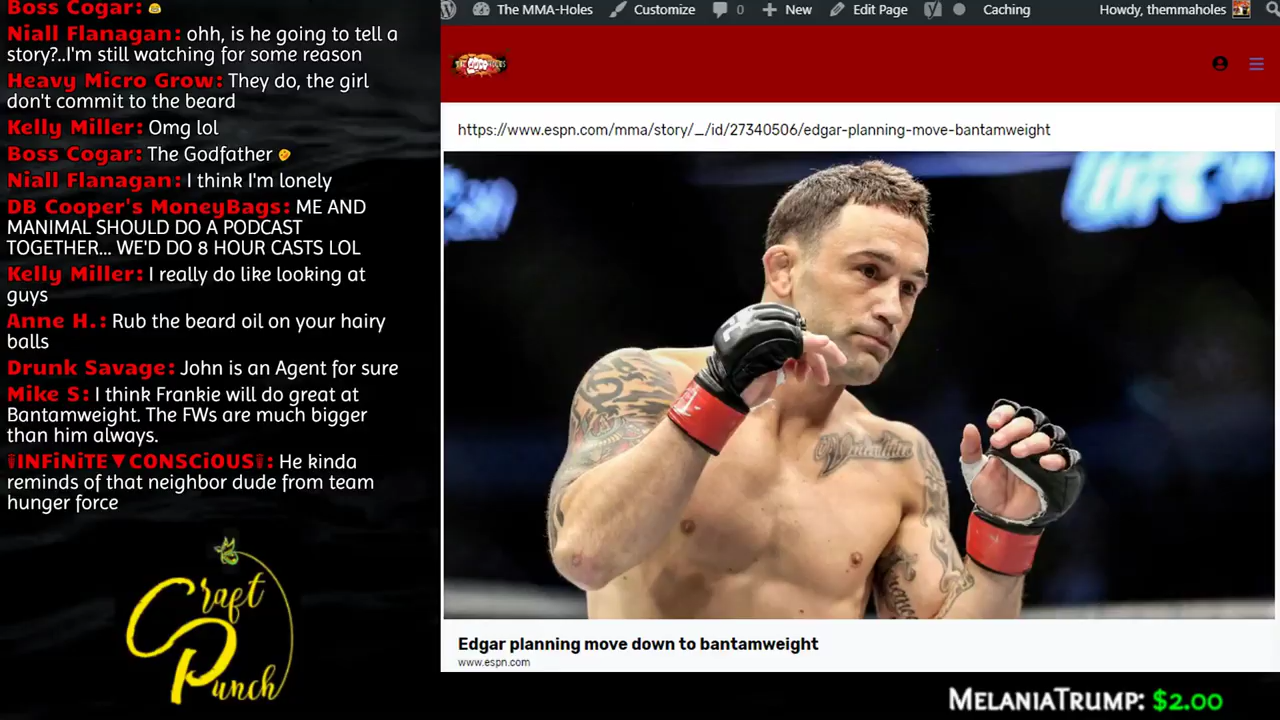 Boss Cogar:
Niall Flanagan: ohh, is he going to tell a
story?..I'm still watching for some reason
Heavy Micro Grow: They do, the girl
don't commit to the beard
Kelly Miller: Omg lol
Boss Cogar: The Godfather
Niall Flanagan: I think I'm lonely
DB Cooper's MoneyBags: ME AND
MANIMAL SHOULD DO A PODCAST
TOGETHER... WE'D DO 8 HOUR CASTS LOL
Kelly Miller: I really do like looking at
guys
Anne H.: Rub the beard oil on your hairy
balls
Drunk Savage: John is an Agent for sure
Mike S: I think Frankie will do great at
Bantamweight. The FWs are much bigger
than him always.
INFiNiTE▼CONSCiOUS: He kinda
reminds of that neighbor dude from team
hunger force
Craft
Punch
The MMA-Holes Customize 0 New Edit Page Caching Howdy, themmaholes
https://www.espn.com/mma/story/_/id/27340506/edgar-planning-move-bantamweight
Edgar planning move down to bantamweight
www.espn.com
MelaniaTrump: $2.00